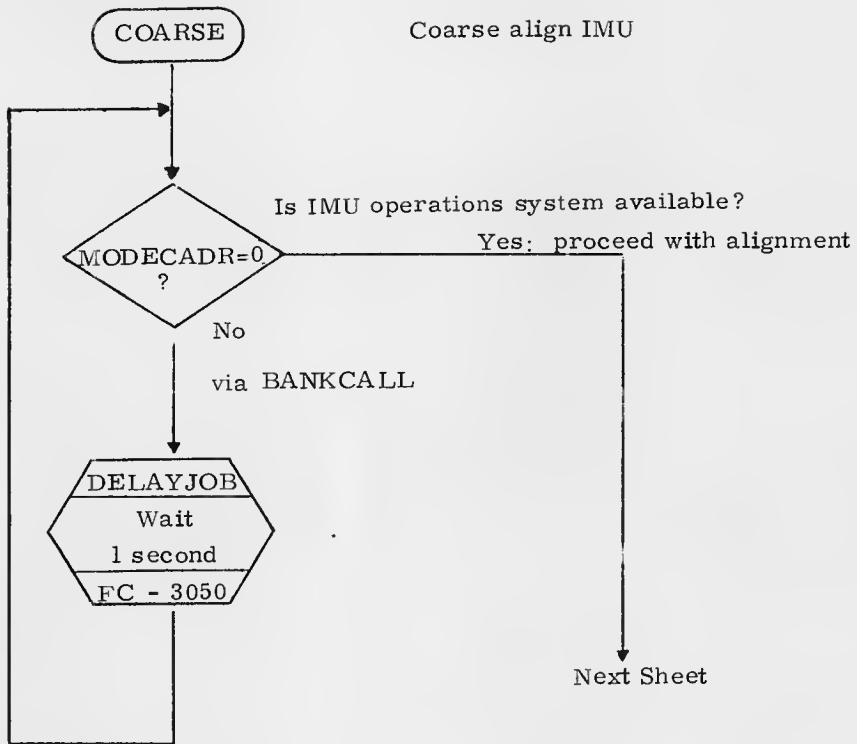 COARSE
Coarse align IMU
Is IMU operations system available?
Yes: proceed with alignment
MODECADR=0
?
No
via BANKCALL
DELAYJOB
Wait
1 second
FC - 3050
Next Sheet